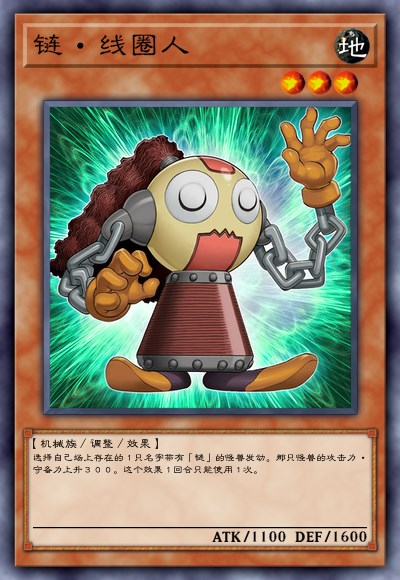 链・线圈人
地
【机械族／调整／效果】
选择自己场上存在的１只名字带有「链」的怪兽发动。那只怪兽的攻击力・
守备力上升３００。这个效果１回合只能使用１次。
ATK/1100 DEF/1600